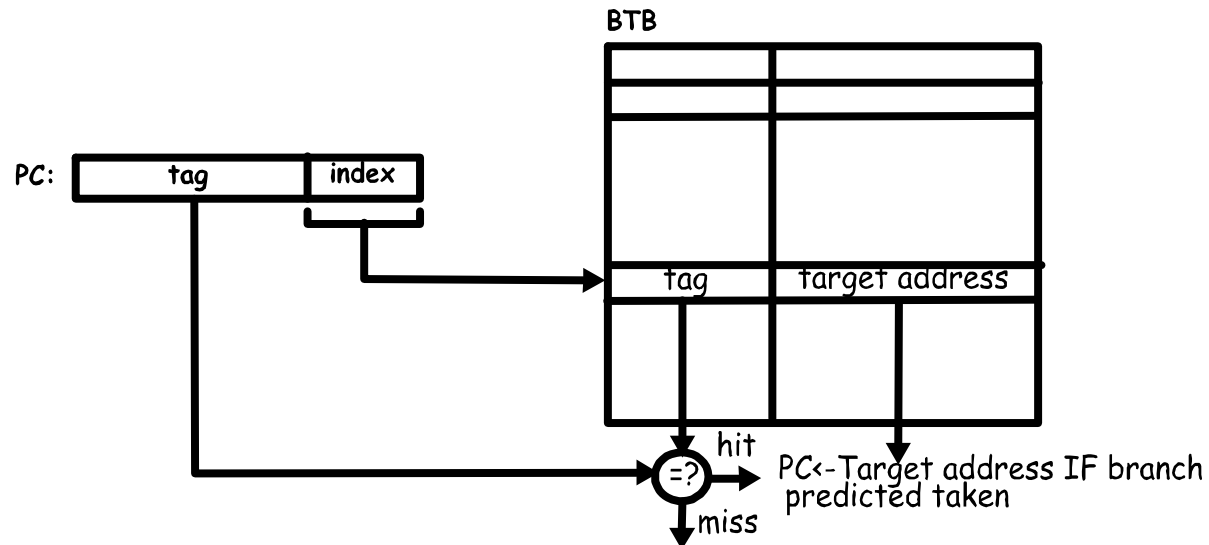 BTB
PC:
tag
index
tag
target address
hit
=?
PC<-Target address IF branch
predicted taken
miss